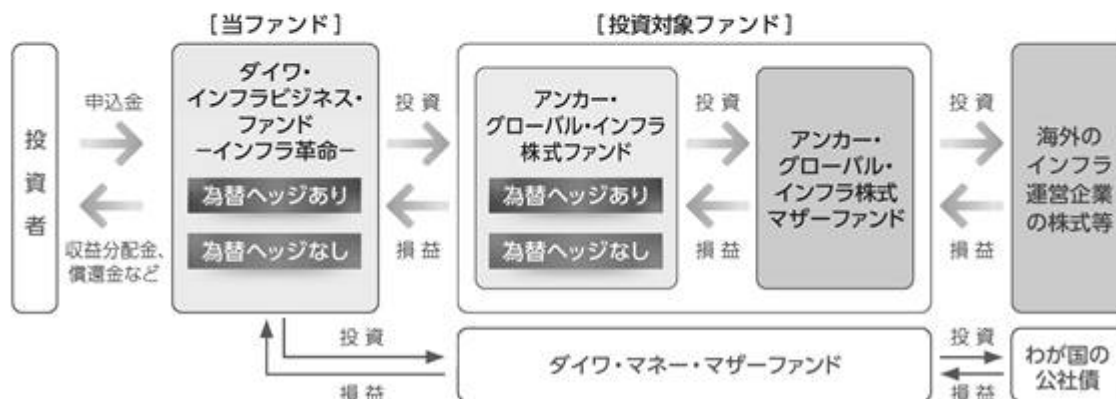 [当ファンド]
[投資対象ファンド]
投
資
者
申込金
収益分配金、
償還金など
ダイワ・
インフラビジネス・
ファンド
−インフラ革命−
為替ヘッジあり
為替ヘッジなし
投資
損益
アンカー・
グローバル・インフラ
株式ファンド
為替ヘッジあり
為替ヘッジなし
投資
損益
アンカー・
グローバル・
インフラ株式
マザーファンド
投資
損益
海外の
インフラ
運営企業
の株式等
投資
損益
ダイワ・マネー・マザーファンド
投資
損益
わが国の
公社債